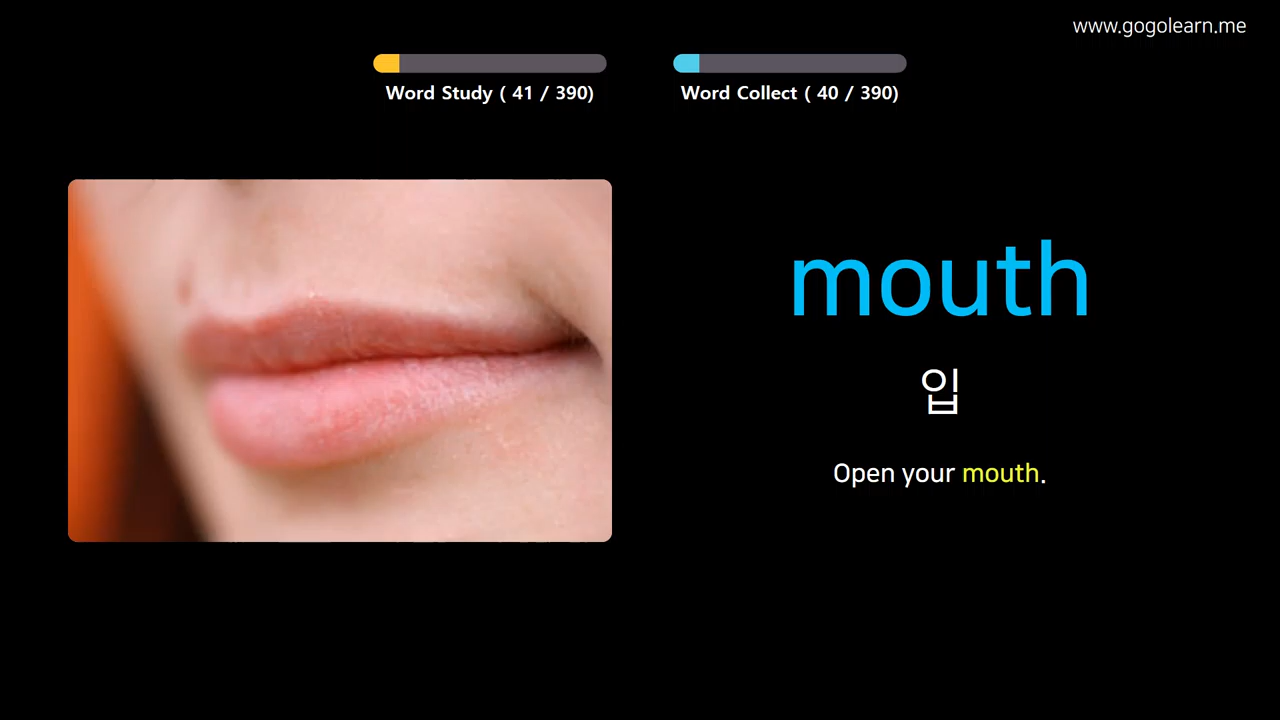 www.gogolearn.me
Word Study ( 41 / 390)
Word Collect ( 40 / 390)
mouth
입
Open your mouth.